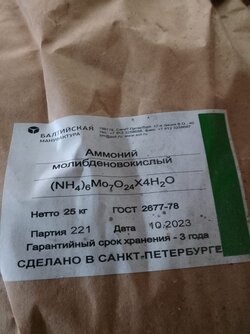 БАЛТИЙСКАЯ
МАНУФАКТУРА
Аммоний
молибденовокислый
(NH4)6Mo7O24X4H2O
Нетто 25 кг ГОСТ 2677-78
Партия 221 Дата 10.2023
Гарантийный срок хранения - 3 года
СДЕЛАНО В САНКТ-ПЕТЕРБУРГЕ